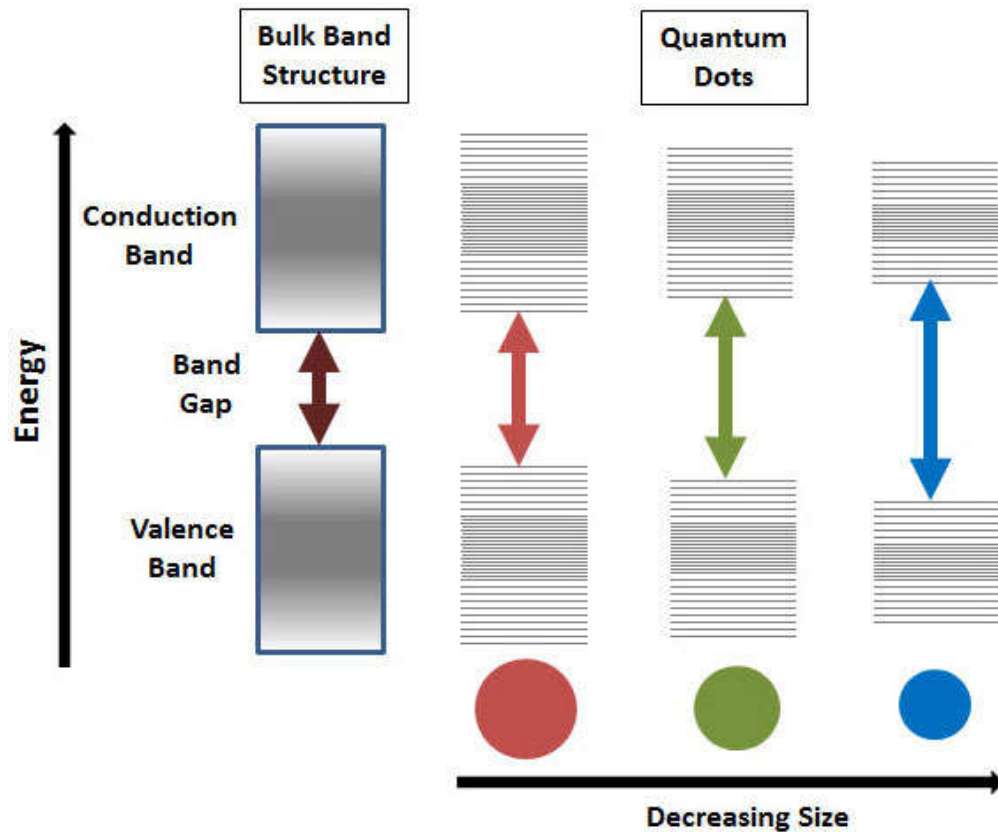 Bulk Band
Structure
Quantum
Dots
Conduction
Band
Band
Gap
Energy
Valence
Band
Decreasing Size